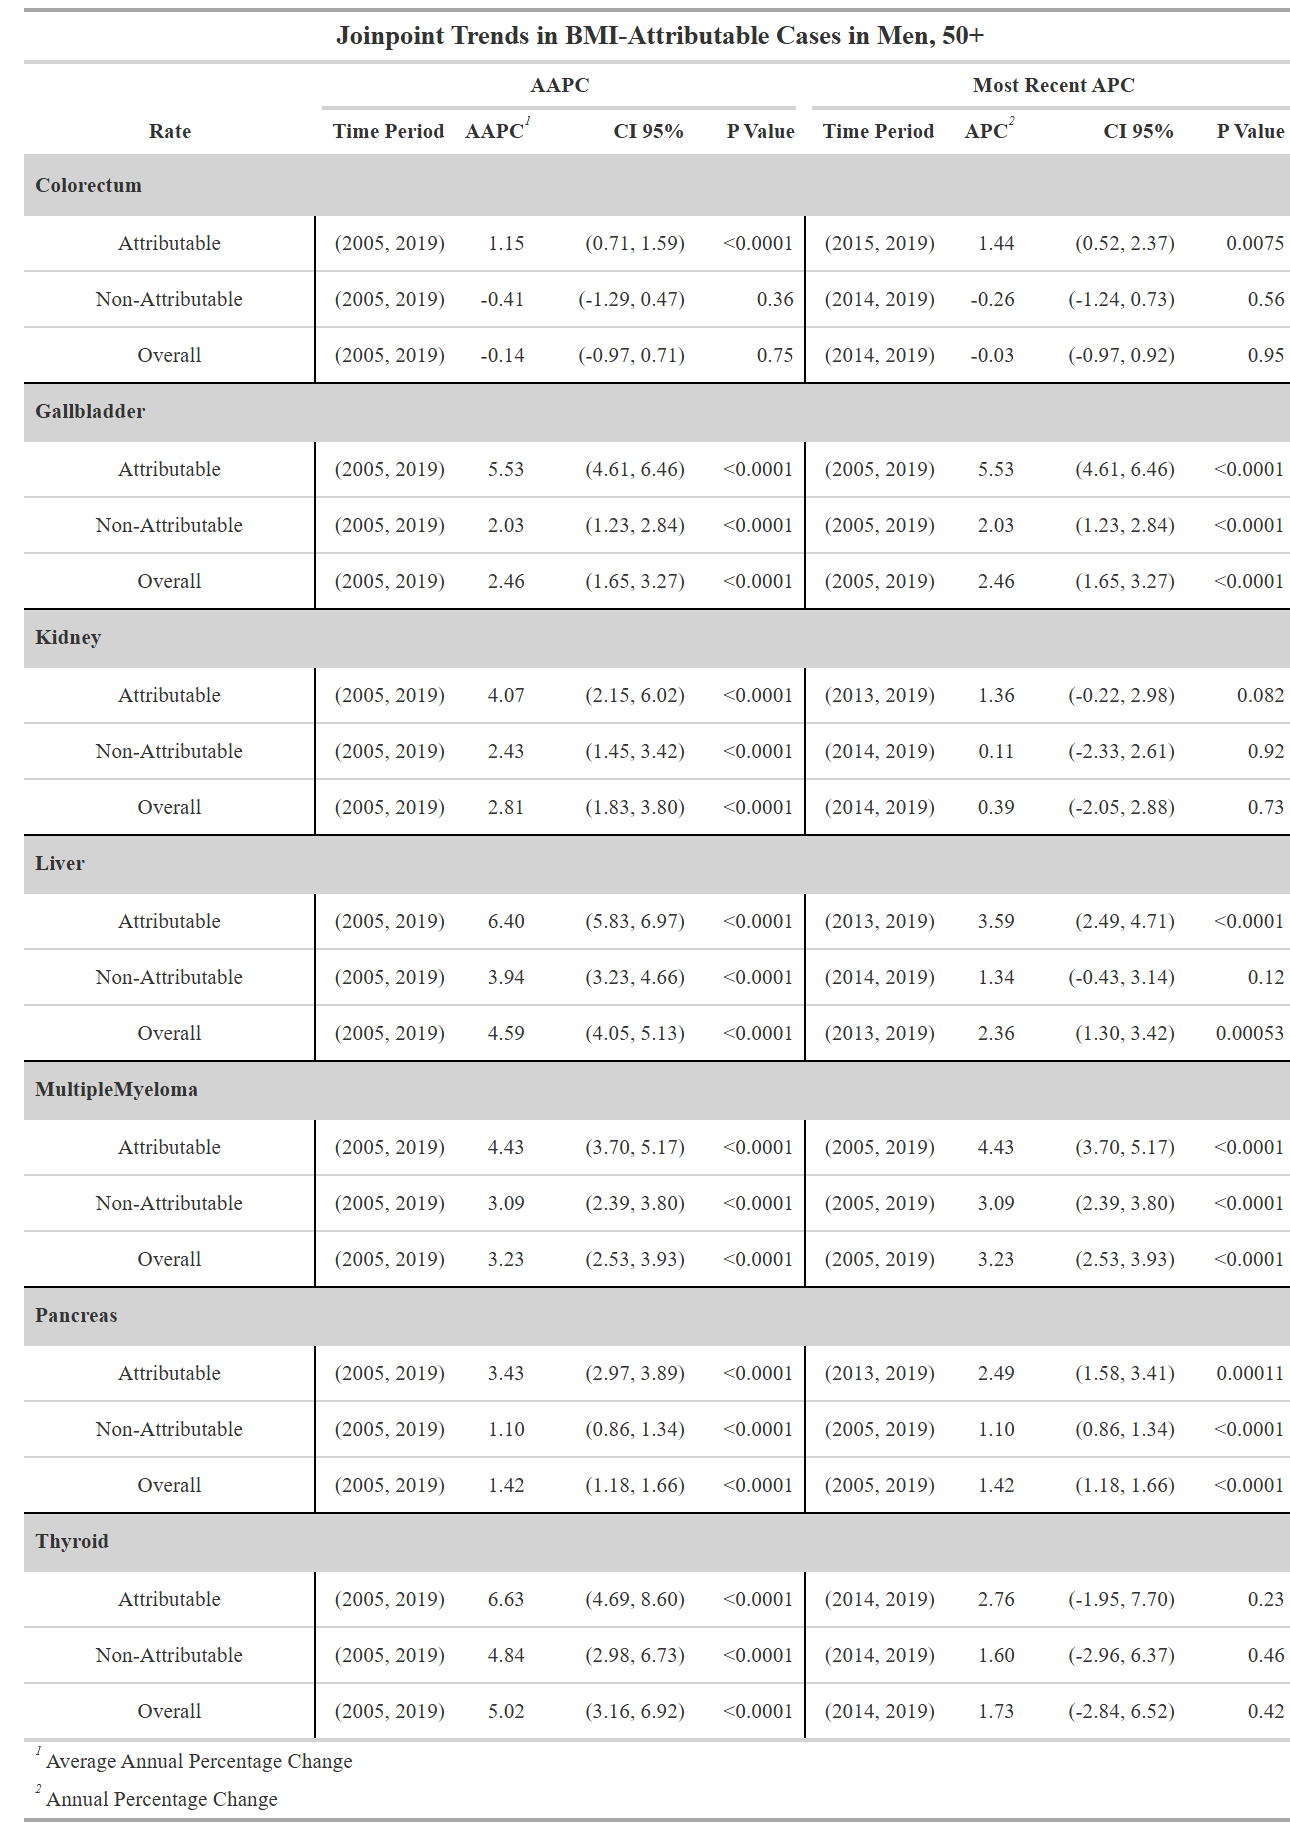 Joinpoint Trends in BMI-Attributable Cases in Men, 50+
AAPC Most Recent APC
Rate Time Period AAPC1 CI 95% P Value Time Period APC2 CI 95% P Value
Colorectum
Attributable (2005, 2019) 1.15 (0.71, 1.59) <0.0001 (2015, 2019) 1.44 (0.52, 2.37) 0.0075
Non-Attributable (2005, 2019) -0.41 (-1.29, 0.47) 0.36 (2014, 2019) -0.26 (-1.24, 0.73) 0.56
Overall (2005, 2019) -0.14 (-0.97, 0.71) 0.75 (2014, 2019) -0.03 (-0.97, 0.92) 0.95
Gallbladder
Attributable (2005, 2019) 5.53 (4.61, 6.46) <0.0001 (2005, 2019) 5.53 (4.61, 6.46) <0.0001
Non-Attributable (2005, 2019) 2.03 (1.23, 2.84) <0.0001 (2005, 2019) 2.03 (1.23, 2.84) <0.0001
Overall (2005, 2019) 2.46 (1.65, 3.27) <0.0001 (2005, 2019) 2.46 (1.65, 3.27) <0.0001
Kidney
Attributable (2005, 2019) 4.07 (2.15, 6.02) <0.0001 (2013, 2019) 1.36 (-0.22, 2.98) 0.082
Non-Attributable (2005, 2019) 2.43 (1.45, 3.42) <0.0001 (2014, 2019) 0.11 (-2.33, 2.61) 0.92
Overall (2005, 2019) 2.81 (1.83, 3.80) <0.0001 (2014, 2019) 0.39 (-2.05, 2.88) 0.73
Liver
Attributable (2005, 2019) 6.40 (5.83, 6.97) <0.0001 (2013, 2019) 3.59 (2.49, 4.71) <0.0001
Non-Attributable (2005, 2019) 3.94 (3.23, 4.66) <0.0001 (2014, 2019) 1.34 (-0.43, 3.14) 0.12
Overall (2005, 2019) 4.59 (4.05, 5.13) <0.0001 (2013, 2019) 2.36 (1.30, 3.42) 0.00053
MultipleMyeloma
Attributable (2005, 2019) 4.43 (3.70, 5.17) <0.0001 (2005, 2019) 4.43 (3.70, 5.17) <0.0001
Non-Attributable (2005, 2019) 3.09 (2.39, 3.80) <0.0001 (2005, 2019) 3.09 (2.39, 3.80) <0.0001
Overall (2005, 2019) 3.23 (2.53, 3.93) <0.0001 (2005, 2019) 3.23 (2.53, 3.93) <0.0001
Pancreas
Attributable (2005, 2019) 3.43 (2.97, 3.89) <0.0001 (2013, 2019) 2.49 (1.58, 3.41) 0.00011
Non-Attributable (2005, 2019) 1.10 (0.86, 1.34) <0.0001 (2005, 2019) 1.10 (0.86, 1.34) <0.0001
Overall (2005, 2019) 1.42 (1.18, 1.66) <0.0001 (2005, 2019) 1.42 (1.18, 1.66) <0.0001
Thyroid
Attributable (2005, 2019) 6.63 (4.69, 8.60) <0.0001 (2014, 2019) 2.76 (-1.95, 7.70) 0.23
Non-Attributable (2005, 2019) 4.84 (2.98, 6.73) <0.0001 (2014, 2019) 1.60 (-2.96, 6.37) 0.46
Overall (2005, 2019) 5.02 (3.16, 6.92) <0.0001 (2014, 2019) 1.73 (-2.84, 6.52) 0.42
1 Average Annual Percentage Change
2 Annual Percentage Change